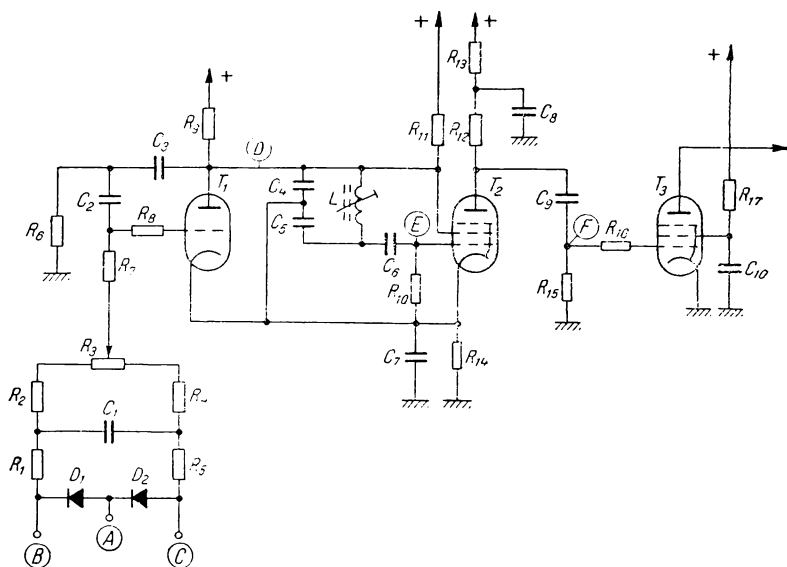 + +
R₁₃
+ +
R₉ R₁₁ R₁₂ C₈
C₃ D R₁₇
C₂ T₁ C₄ L T₂ C₉ T₃
R₆ R₈ C₅ E F R₁₆
R₇ C₆ R₁₀ R₁₅ C₁₀
C₇ R₁₄
R₃
R₂ C₁ R₄
R₁ D₁ D₂ R₅
A
B C